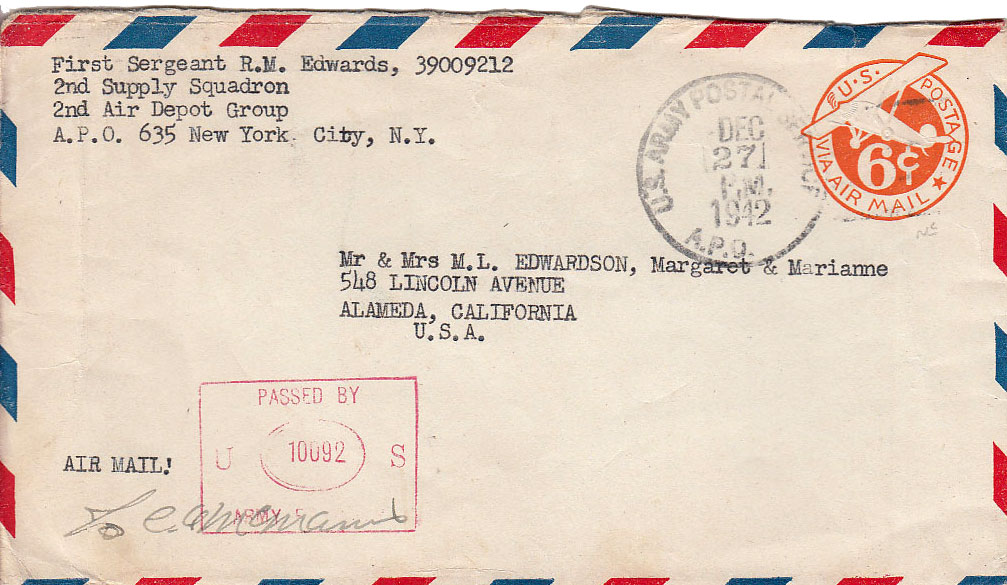 First Sergeant R.M. Edwards, 39009212
2nd Supply Squadron
2nd Air Depot Group
A.P.O. 635 New York City, N.Y.
U.S. ARMY POSTAL
DEC
27
P.M.
1942
A.P.O.
U.S. POSTAGE
6¢
VIA AIR MAIL
Mr & Mrs M.L. EDWARDSON, Margaret & Marianne
548 LINCOLN AVENUE
ALAMEDA, CALIFORNIA
U.S.A.
PASSED BY
U 10092 S
ARMY
AIR MAIL!